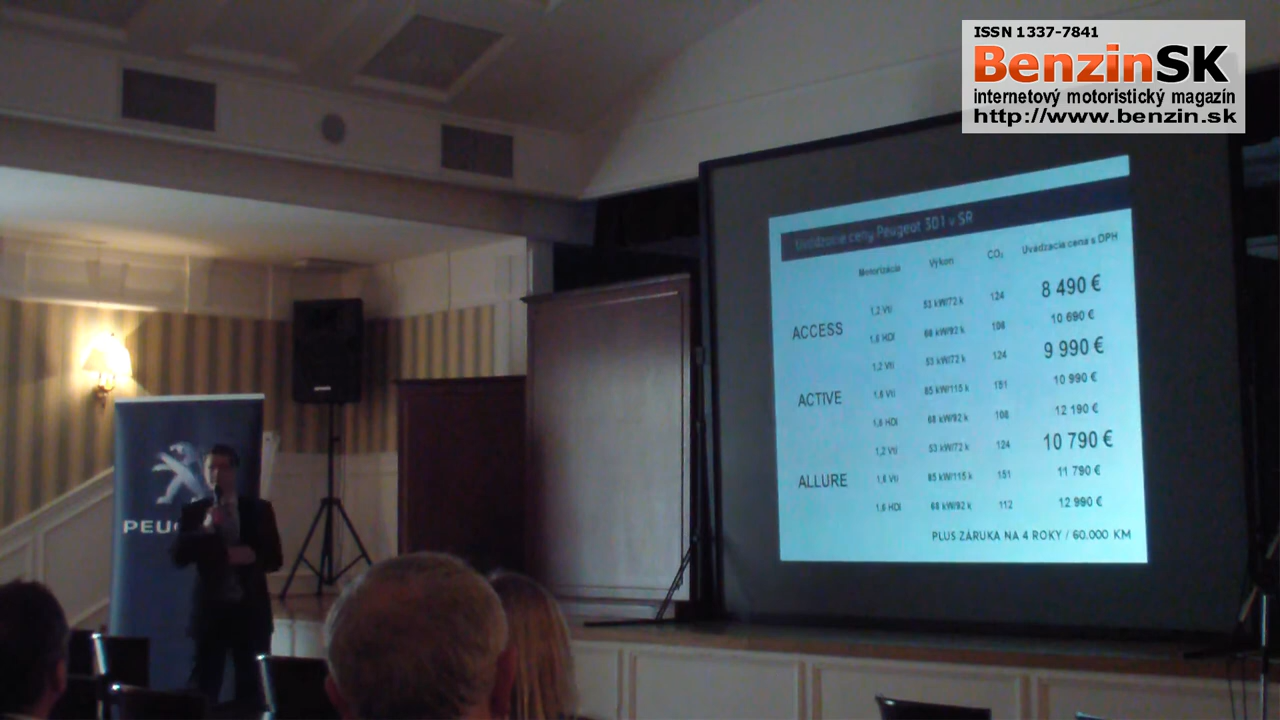 ISSN 1337-7841
BenzinSK
internetový motoristický magazín
http://www.benzin.sk
Uvádzacie ceny Peugeot 301 v SR
Motorizácia Výkon CO₂ Uvádzacia cena s DPH
ACCESS
1,2 Vti 53 kW/72 k 124 8 490 €
1,6 HDI 68 kW/92 k 108 10 690 €
ACTIVE
1,2 Vti 53 kW/72 k 124 9 990 €
1,6 Vti 85 kW/115 k 151 10 990 €
1,6 HDI 68 kW/92 k 108 12 190 €
ALLURE
1,2 Vti 53 kW/72 k 124 10 790 €
1,6 Vti 85 kW/115 k 151 11 790 €
1,6 HDI 68 kW/92 k 112 12 990 €
PLUS ZÁRUKA NA 4 ROKY / 60.000 KM
PEU